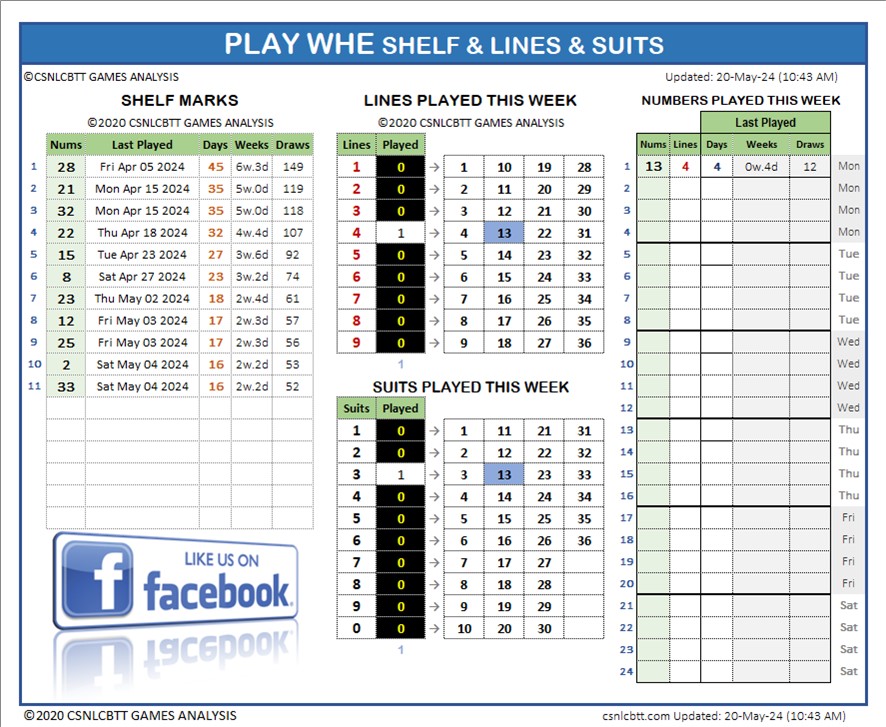 PLAY WHE SHELF & LINES & SUITS
©CSNLCBTT GAMES ANALYSIS
Updated: 20-May-24 (10:43 AM)
SHELF MARKS
©2020 CSNLCBTT GAMES ANALYSIS
Nums Last Played Days Weeks Draws
1 28 Fri Apr 05 2024 45 6w.3d 149
2 21 Mon Apr 15 2024 35 5w.0d 119
3 32 Mon Apr 15 2024 35 5w.0d 118
4 22 Thu Apr 18 2024 32 4w.4d 107
5 15 Tue Apr 23 2024 27 3w.6d 92
6 8 Sat Apr 27 2024 23 3w.2d 74
7 23 Thu May 02 2024 18 2w.4d 61
8 12 Fri May 03 2024 17 2w.3d 57
9 25 Fri May 03 2024 17 2w.3d 56
10 2 Sat May 04 2024 16 2w.2d 53
11 33 Sat May 04 2024 16 2w.2d 52
LIKE US ON
facebook.
LINES PLAYED THIS WEEK
©2020 CSNLCBTT GAMES ANALYSIS
Lines Played
1 0 → 1 10 19 28
2 0 → 2 11 20 29
3 0 → 3 12 21 30
4 1 → 4 13 22 31
5 0 → 5 14 23 32
6 0 → 6 15 24 33
7 0 → 7 16 25 34
8 0 → 8 17 26 35
9 0 → 9 18 27 36
1
SUITS PLAYED THIS WEEK
Suits Played
1 0 → 1 11 21 31
2 0 → 2 12 22 32
3 1 → 3 13 23 33
4 0 → 4 14 24 34
5 0 → 5 15 25 35
6 0 → 6 16 26 36
7 0 → 7 17 27
8 0 → 8 18 28
9 0 → 9 19 29
0 0 → 10 20 30
1
NUMBERS PLAYED THIS WEEK
Last Played
Nums Lines Days Weeks Draws
1 13 4 4 0w.4d 12 Mon
2 Mon
3 Mon
4 Mon
5 Tue
6 Tue
7 Tue
8 Tue
9 Wed
10 Wed
11 Wed
12 Wed
13 Thu
14 Thu
15 Thu
16 Thu
17 Fri
18 Fri
19 Fri
20 Fri
21 Sat
22 Sat
23 Sat
24 Sat
©2020 CSNLCBTT GAMES ANALYSIS
csnlcbtt.com Updated: 20-May-24 (10:43 AM)